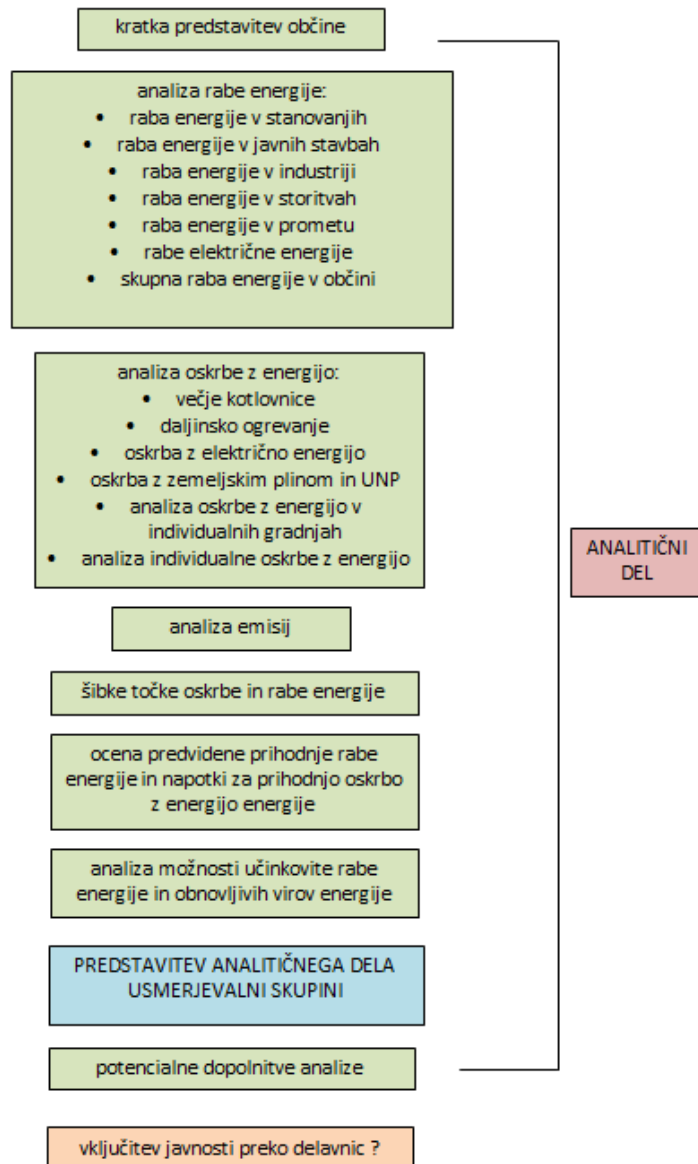 kratka predstavitev občine
analiza rabe energije:
• raba energije v stanovanjih
• raba energije v javnih stavbah
• raba energije v industriji
• raba energije v storitvah
• raba energije v prometu
• rabe električne energije
• skupna raba energije v občini
analiza oskrbe z energijo:
• večje kotlovnice
• daljinsko ogrevanje
• oskrba z električno energijo
• oskrba z zemeljskim plinom in UNP
• analiza oskrbe z energijo v
individualnih gradnjah
• analiza individualne oskrbe z energijo
analiza emisij
šibke točke oskrbe in rabe energije
ocena predvidene prihodnje rabe
energije in napotki za prihodnjo oskrbo
z energijo energije
analiza možnosti učinkovite rabe
energije in obnovljivih virov energije
PREDSTAVITEV ANALITIČNEGA DELA
USMERJEVALNI SKUPINI
potencialne dopolnitve analize
vključitev javnosti preko delavnic ?
ANALITIČNI
DEL